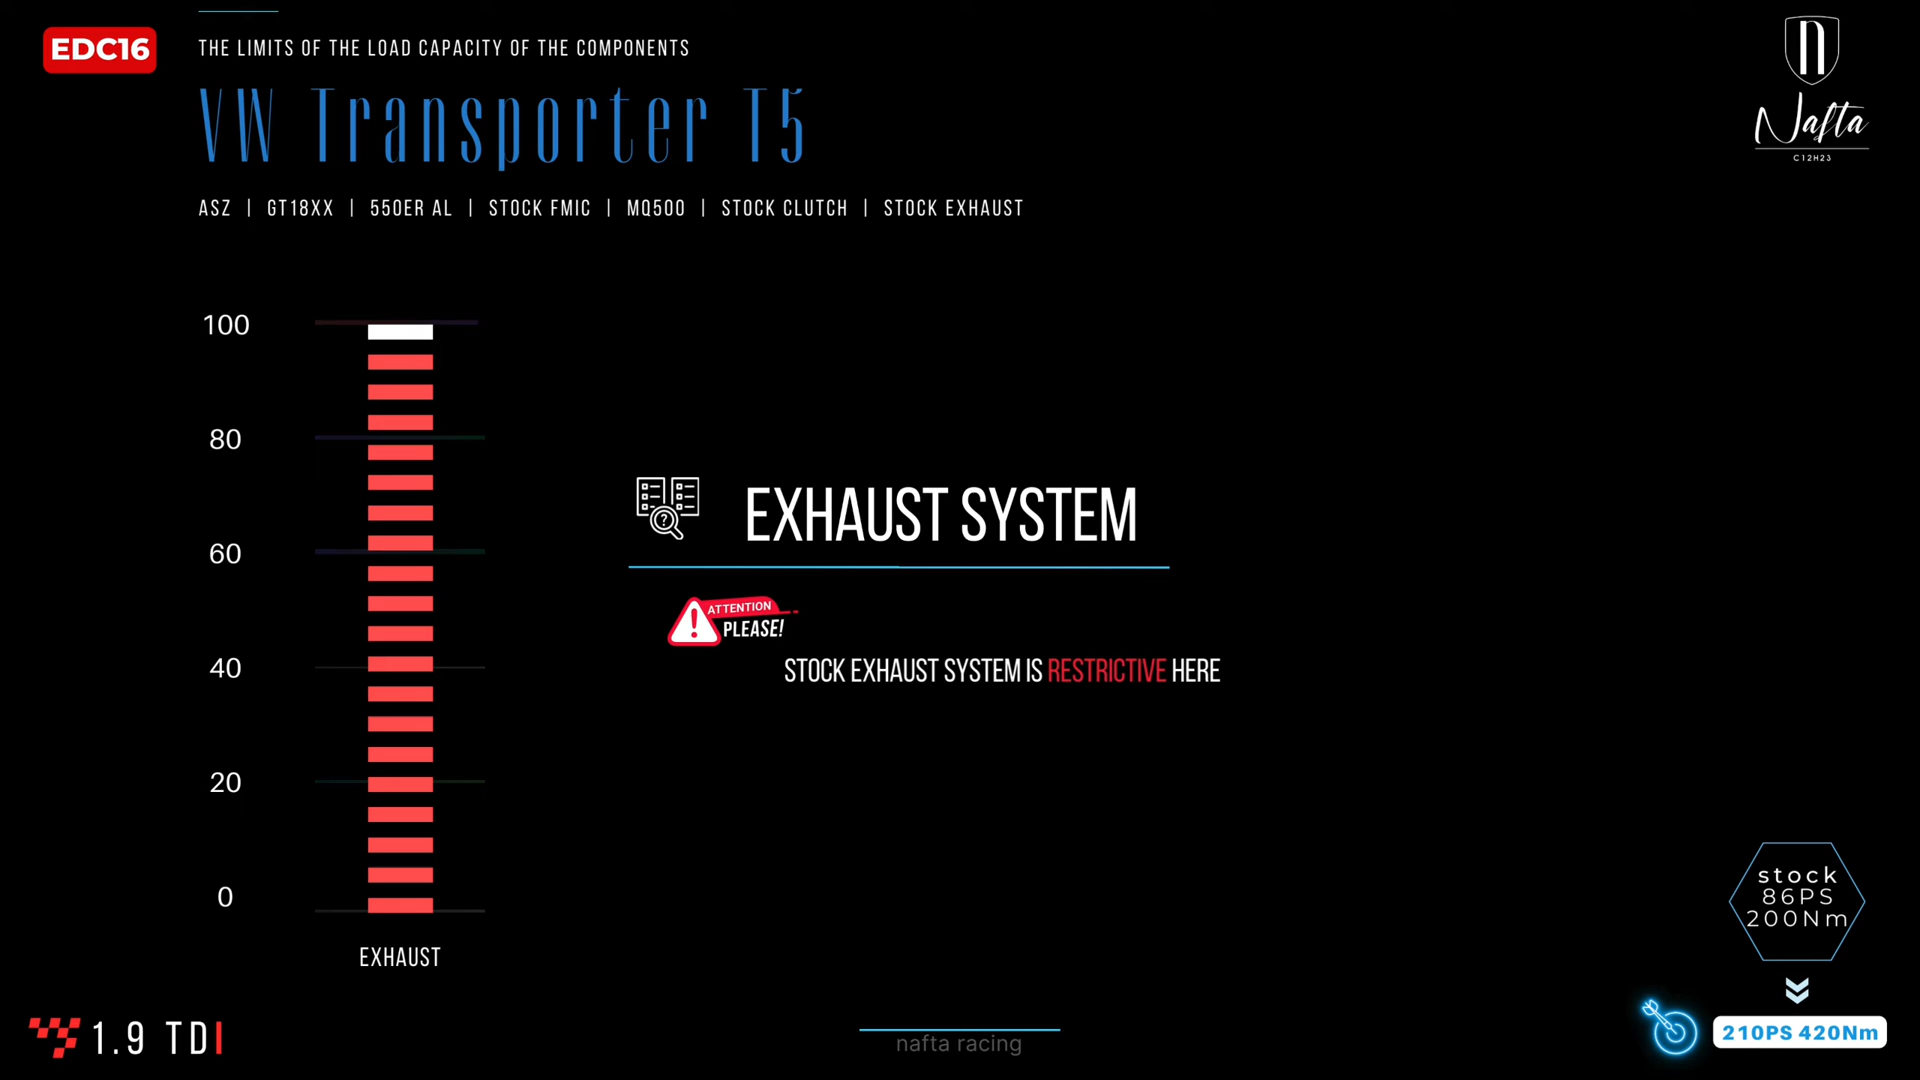 EDC16
THE LIMITS OF THE LOAD CAPACITY OF THE COMPONENTS
VW Transporter T5
ASZ | GT18XX | 550ER AL | STOCK FMIC | MQ500 | STOCK CLUTCH | STOCK EXHAUST
n
Nafta
C12H23
100
80
60
40
20
0
EXHAUST
EXHAUST SYSTEM
ATTENTION
PLEASE!
STOCK EXHAUST SYSTEM IS RESTRICTIVE HERE
stock
86PS
200Nm
210PS 420Nm
1.9 TDI
nafta racing